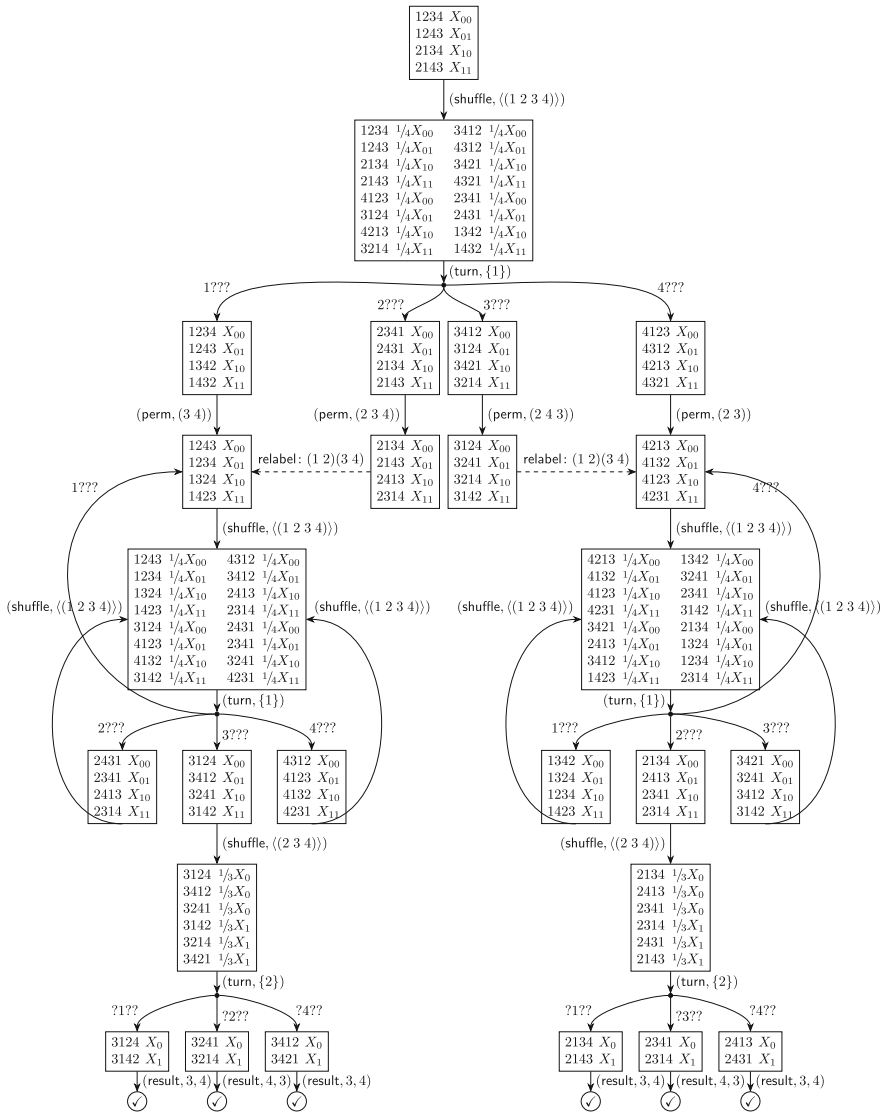 1234 X00
1243 X01
2134 X10
2143 X11
(shuffle, ⟨(1 2 3 4)⟩)
1234 1/4X00 3412 1/4X00
1243 1/4X01 4312 1/4X01
2134 1/4X10 3421 1/4X10
2143 1/4X11 4321 1/4X11
4123 1/4X00 2341 1/4X00
3124 1/4X01 2431 1/4X01
4213 1/4X10 1342 1/4X10
3214 1/4X11 1432 1/4X11
(turn, {1})
1??? 2??? 3??? 4???
1234 X00 2341 X00 3412 X00 4123 X00
1243 X01 2431 X01 3124 X01 4312 X01
1342 X10 2134 X10 3421 X10 4213 X10
1432 X11 2143 X11 3214 X11 4321 X11
(perm, (3 4)) (perm, (2 3 4)) (perm, (2 4 3)) (perm, (2 3))
1243 X00 2134 X00 3124 X00 4213 X00
1234 X01 2143 X01 3241 X01 4132 X01
1324 X10 2413 X10 3214 X10 4123 X10
1423 X11 2314 X11 3142 X11 4231 X11
relabel: (1 2)(3 4) relabel: (1 2)(3 4)
1??? 4???
(shuffle, ⟨(1 2 3 4)⟩) (shuffle, ⟨(1 2 3 4)⟩)
1243 1/4X00 4312 1/4X00 4213 1/4X00 1342 1/4X00
1234 1/4X01 3412 1/4X01 4132 1/4X01 3241 1/4X01
1324 1/4X10 2413 1/4X10 4123 1/4X10 2341 1/4X10
1423 1/4X11 2314 1/4X11 4231 1/4X11 3142 1/4X11
3124 1/4X00 2431 1/4X00 3421 1/4X00 2134 1/4X00
4123 1/4X01 2341 1/4X01 2413 1/4X01 1324 1/4X01
4132 1/4X10 3241 1/4X10 3412 1/4X10 1234 1/4X10
3142 1/4X11 4231 1/4X11 1423 1/4X11 2314 1/4X11
(shuffle, ⟨(1 2 3 4)⟩) (shuffle, ⟨(1 2 3 4)⟩) (shuffle, ⟨(1 2 3 4)⟩) (shuffle, ⟨(1 2 3 4)⟩)
(turn, {1}) (turn, {1})
2??? 3??? 4??? 1??? 2??? 3???
2431 X00 3124 X00 4312 X00 1342 X00 2134 X00 3421 X00
2341 X01 3412 X01 4123 X01 1324 X01 2413 X01 3241 X01
2413 X10 3241 X10 4132 X10 1234 X10 2341 X10 3412 X10
2314 X11 3142 X11 4231 X11 1423 X11 2314 X11 3142 X11
(shuffle, ⟨(2 3 4)⟩) (shuffle, ⟨(2 3 4)⟩)
3124 1/3X0 2134 1/3X0
3412 1/3X0 2413 1/3X0
3241 1/3X0 2341 1/3X0
3142 1/3X1 2314 1/3X1
3214 1/3X1 2431 1/3X1
3421 1/3X1 2143 1/3X1
(turn, {2}) (turn, {2})
?1?? ?2?? ?4?? ?1?? ?3?? ?4??
3124 X0 3241 X0 3412 X0 2134 X0 2341 X0 2413 X0
3142 X1 3214 X1 3421 X1 2143 X1 2314 X1 2431 X1
(result, 3, 4) (result, 4, 3) (result, 3, 4) (result, 3, 4) (result, 4, 3) (result, 3, 4)
✓ ✓ ✓ ✓ ✓ ✓